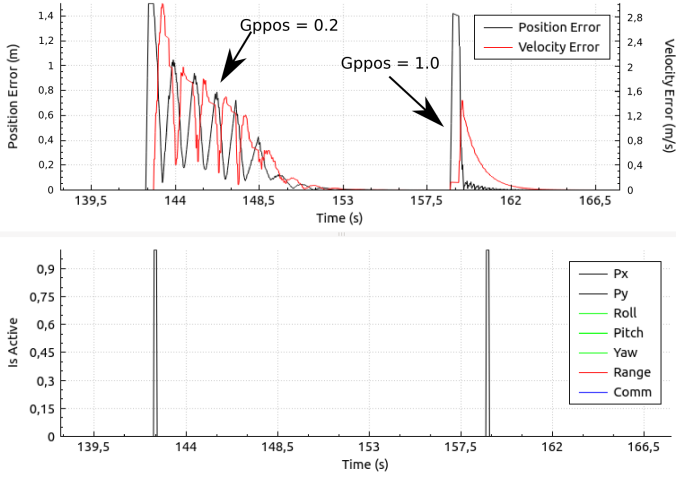 1,4
1,2
1
0,8
0,6
0,4
0,2
0
Position Error (m)
Gppos = 0.2
Gppos = 1.0
Position Error
Velocity Error
2,8
2,4
2
1,6
1,2
0,8
0,4
0
Velocity Error (m/s)
139,5 144 148,5 153 157,5 162 166,5
Time (s)
0,9
0,75
0,6
0,45
0,3
0,15
0
Is Active
Px
Py
Roll
Pitch
Yaw
Range
Comm
139,5 144 148,5 153 157,5 162 166,5
Time (s)